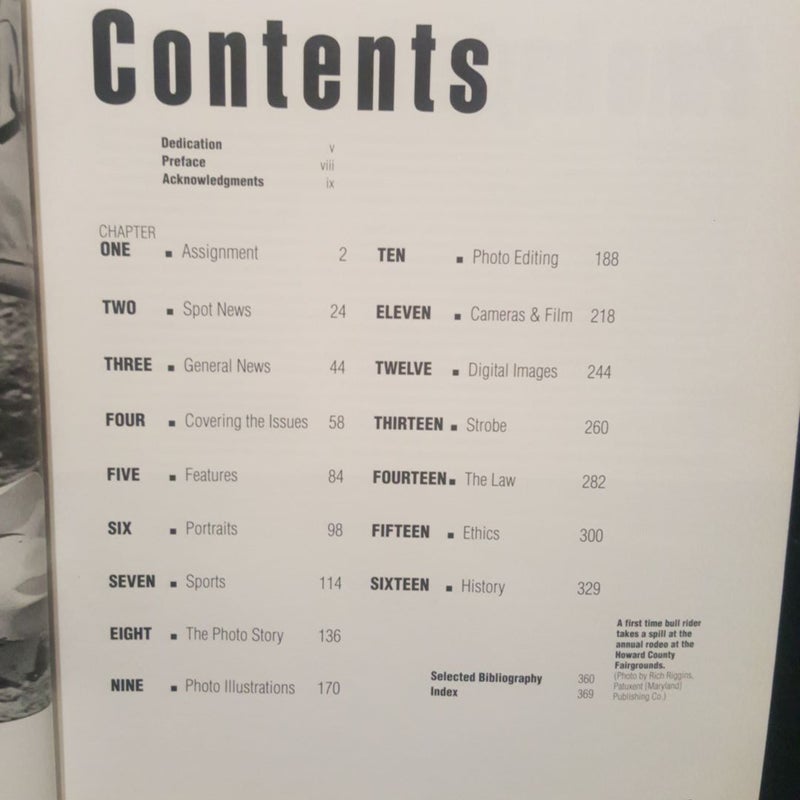 Contents
Dedication v
Preface viii
Acknowledgments ix
CHAPTER
ONE ■ Assignment 2
TWO ■ Spot News 24
THREE ■ General News 44
FOUR ■ Covering the Issues 58
FIVE ■ Features 84
SIX ■ Portraits 98
SEVEN ■ Sports 114
EIGHT ■ The Photo Story 136
NINE ■ Photo Illustrations 170
TEN ■ Photo Editing 188
ELEVEN ■ Cameras & Film 218
TWELVE ■ Digital Images 244
THIRTEEN ■ Strobe 260
FOURTEEN ■ The Law 282
FIFTEEN ■ Ethics 300
SIXTEEN ■ History 329
Selected Bibliography 360
Index 369
A first time bull rider
takes a spill at the
annual rodeo at the
Howard County
Fairgrounds.
(Photo by Rich Riggins,
Patuxent [Maryland]
Publishing Co.)